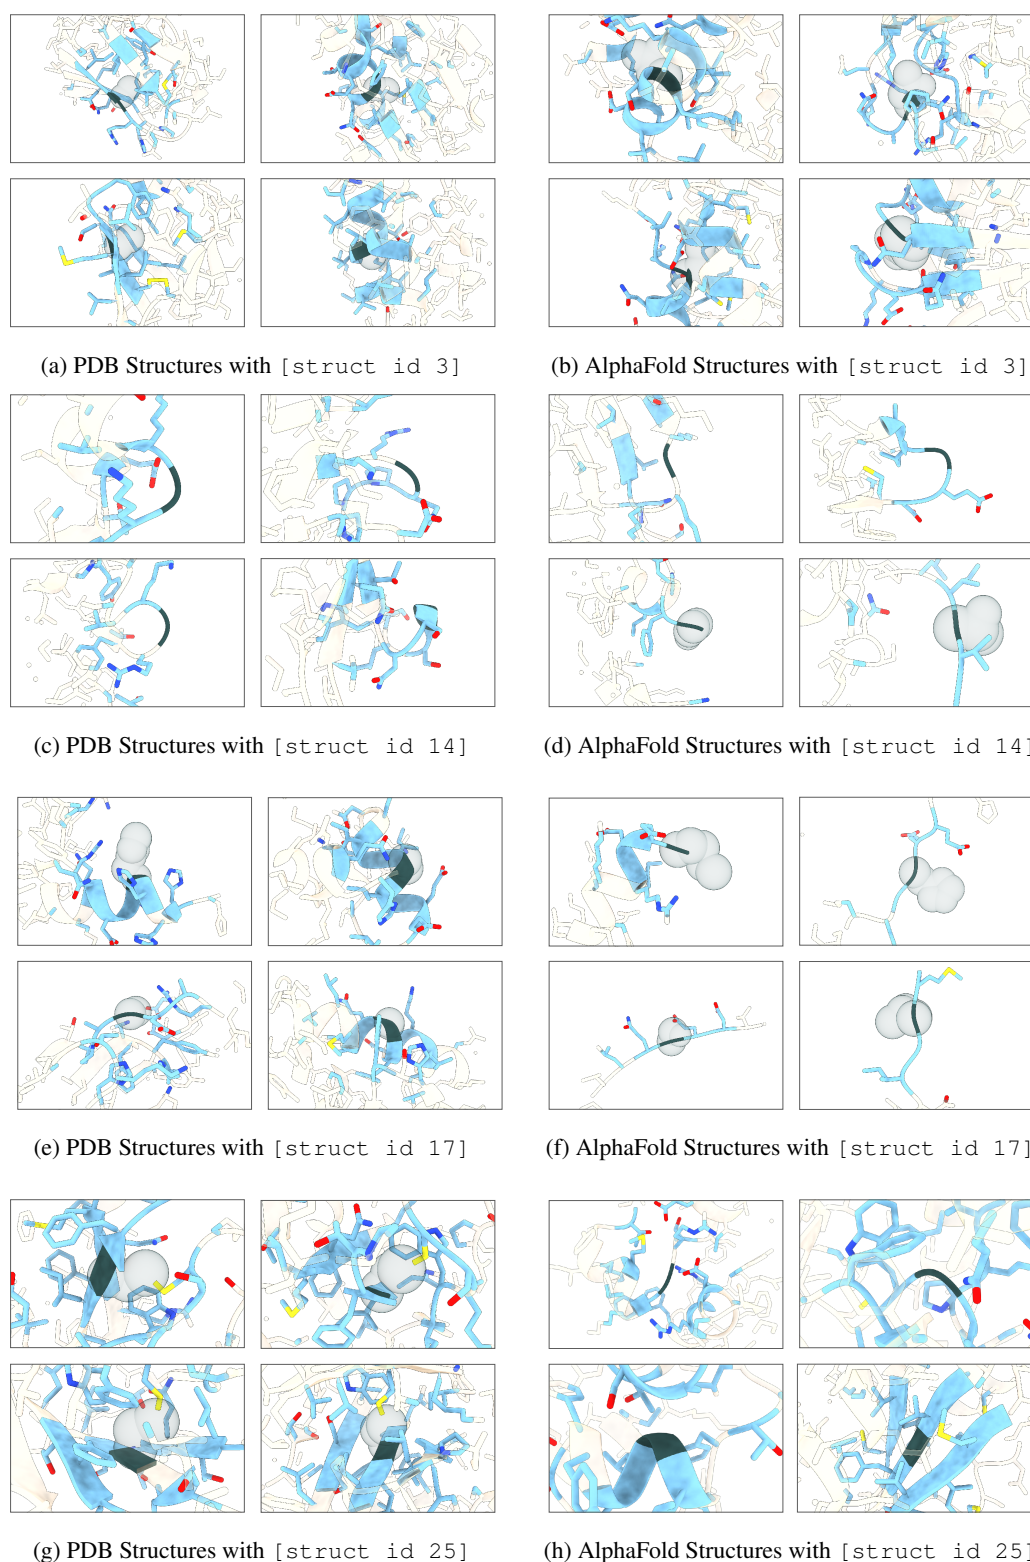 (a) PDB Structures with [struct id 3]
(b) AlphaFold Structures with [struct id 3]
(c) PDB Structures with [struct id 14]
(d) AlphaFold Structures with [struct id 14]
(e) PDB Structures with [struct id 17]
(f) AlphaFold Structures with [struct id 17]
(g) PDB Structures with [struct id 25]
(h) AlphaFold Structures with [struct id 25]